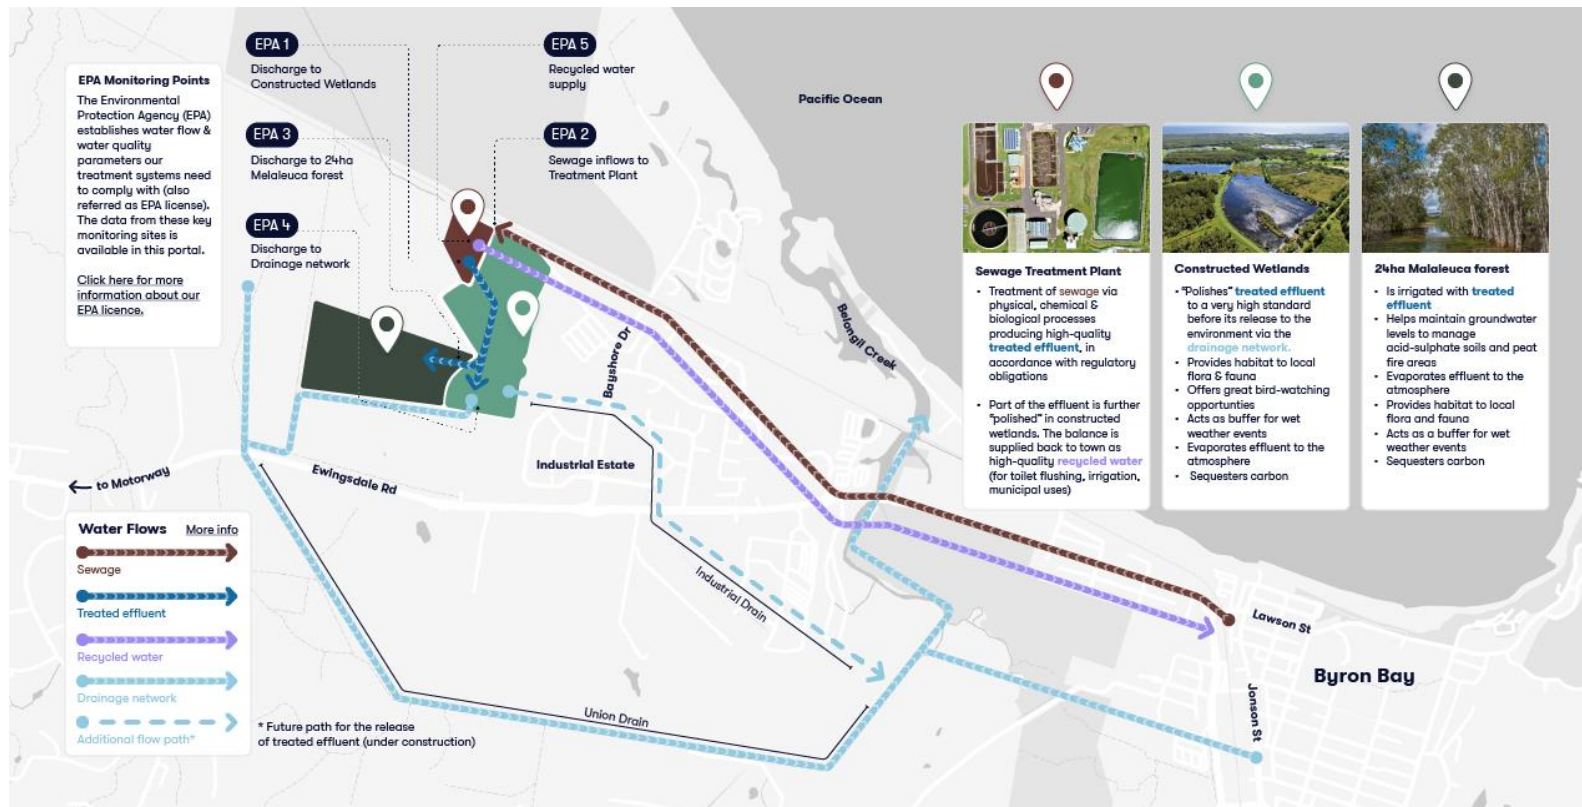 EPA Monitoring Points
The Environmental
Protection Agency (EPA)
establishes water flow &
water quality
parameters our
treatment systems need
to comply with (also
referred as EPA license).
The data from these key
monitoring sites is
available in this portal.
Click here for more
information about our
EPA licence.
EPA 1
Discharge to
Constructed Wetlands
EPA 3
Discharge to 24ha
Melaleuca forest
EPA 4
Discharge to
Drainage network
EPA 5
Recycled water
supply
EPA 2
Sewage inflows to
Treatment Plant
Pacific Ocean
Belongil Creek
Bayshore Dr
Industrial Estate
Ewingsdale Rd
to Motorway
Industrial Drain
Union Drain
Lawson St
Byron Bay
Jonson St
Water Flows
More info
Sewage
Treated effluent
Recycled water
Drainage network
Additional flow path*
* Future path for the release
of treated effluent (under construction)
Sewage Treatment Plant
• Treatment of sewage via
physical, chemical &
biological processes
producing high-quality
treated effluent, in
accordance with regulatory
obligations
• Part of the effluent is further
"polished" in constructed
wetlands. The balance is
supplied back to town as
high-quality recycled water
(for toilet flushing, irrigation,
municipal uses)
Constructed Wetlands
• "Polishes" treated effluent
to a very high standard
before its release to the
environment via the
drainage network.
• Provides habitat to local
flora & fauna
• Offers great bird-watching
opportunties
• Acts as buffer for wet
weather events
• Evaporates effluent to the
atmosphere
• Sequesters carbon
24ha Malaleuca forest
• Is irrigated with treated
effluent
• Helps maintain groundwater
levels to manage
acid-sulphate soils and peat
fire areas
• Evaporates effluent to the
atmosphere
• Provides habitat to local
flora and fauna
• Acts as a buffer for wet
weather events
• Sequesters carbon